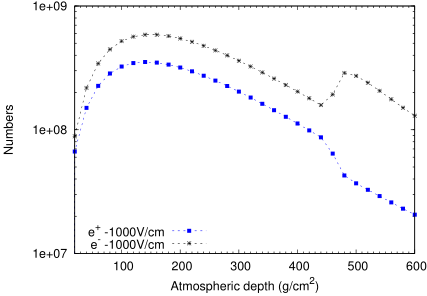 1e+09
1e+08
1e+07
Numbers
e+ -1000V/cm
e- -1000V/cm
100 200 300 400 500 600
Atmospheric depth (g/cm2)